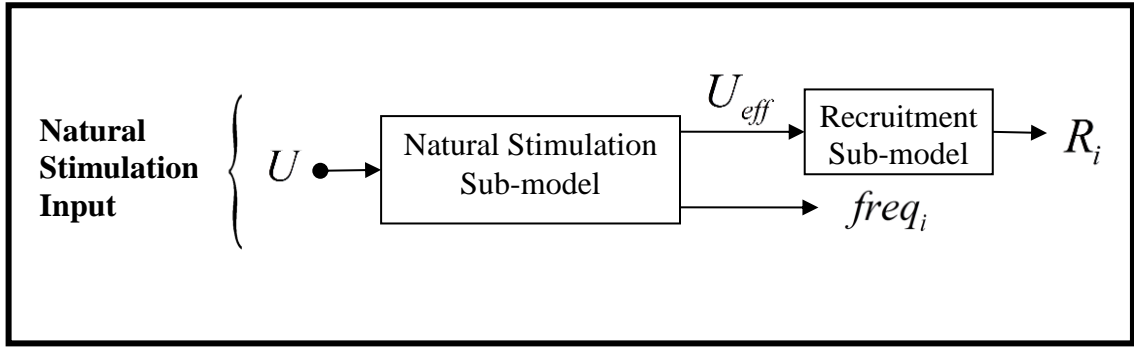 Natural
Stimulation
Input
U
Natural Stimulation
Sub-model
U_eff
Recruitment
Sub-model
R_i
freq_i